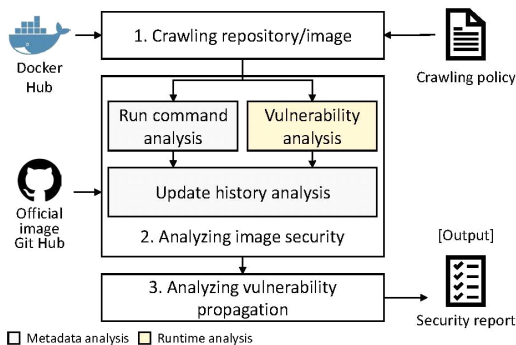 1. Crawling repository/image
Docker
Hub
Crawling policy
Run command
analysis
Vulnerability
analysis
Update history analysis
Official
image
Git Hub
2. Analyzing image security
[Output]
3. Analyzing vulnerability
propagation
Security report
Metadata analysis
Runtime analysis